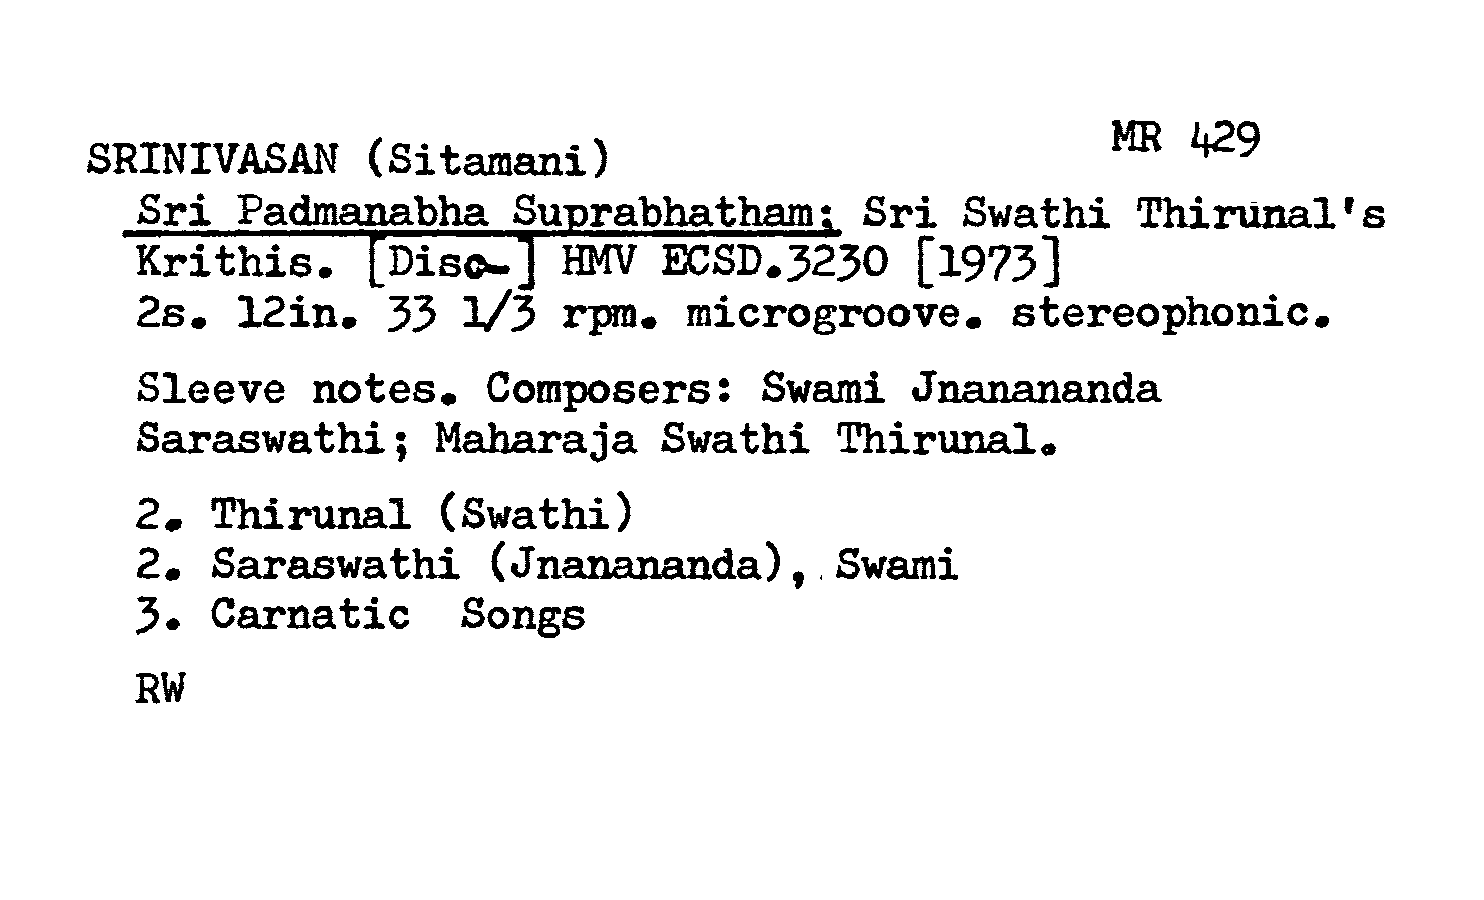 MR 429
SRINIVASAN (Sitamani)
Sri Padmanabha Suprabhatham; Sri Swathi Thirunal's
Krithis. [Disc] HMV ECSD.3230 [1973]
2s. 12in. 33 1/3 rpm. microgroove. stereophonic.
Sleeve notes. Composers: Swami Jnanananda
Saraswathi; Maharaja Swathi Thirunal.
2. Thirunal (Swathi)
2. Saraswathi (Jnanananda), Swami
3. Carnatic Songs
RW